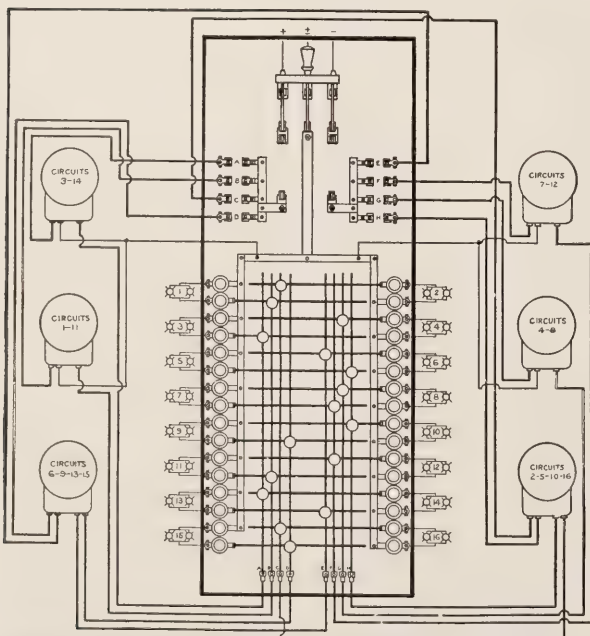 + ± −
A
B
C
D
E
F
G
H
CIRCUITS
3-14
CIRCUITS
7-12
CIRCUITS
1-11
CIRCUITS
4-8
CIRCUITS
6-9-13-15
CIRCUITS
2-5-10-16
1
2
3
4
5
6
7
8
9
10
11
12
13
14
15
16
A B C D E F G H